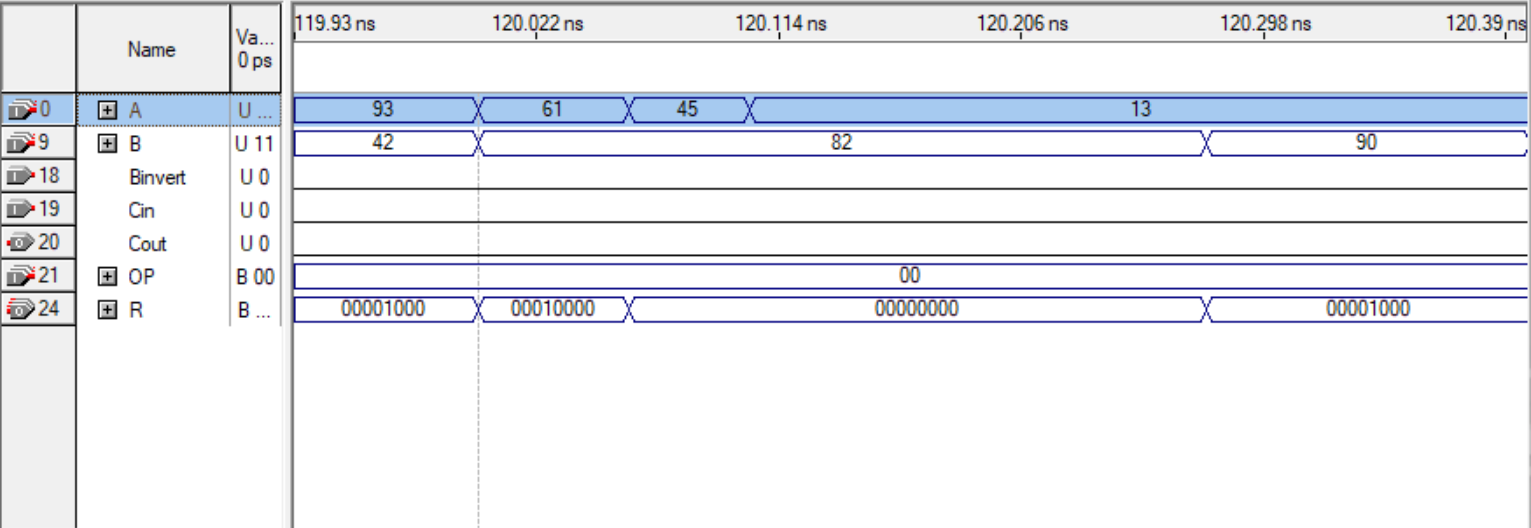 Name Va... 0 ps 119.93 ns 120.022 ns 120.114 ns 120.206 ns 120.298 ns 120.39 ns
0 A U ... 93 61 45 13
9 B U 11 42 82 90
18 Binvert U 0
19 Cin U 0
20 Cout U 0
21 OP B 00 00
24 R B ... 00001000 00010000 00000000 00001000